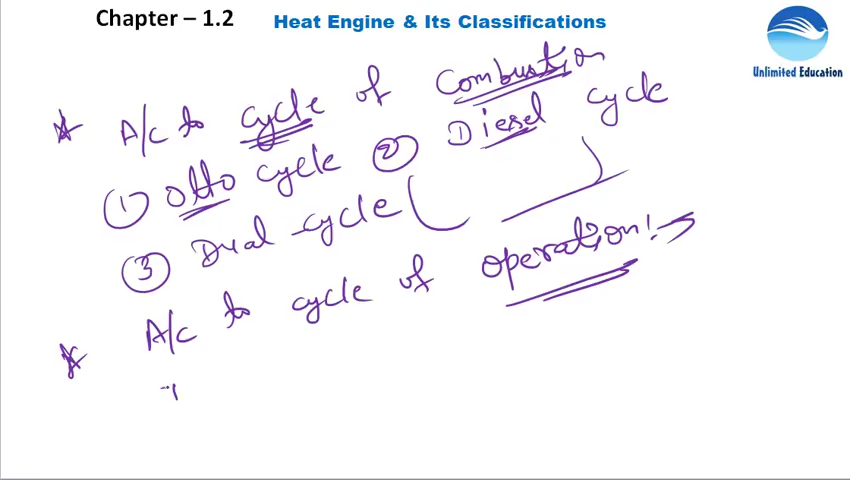 Chapter – 1.2
Heat Engine & Its Classifications
Unlimited Education
A/c to cycle of Combustion
① Otto cycle ② Diesel cycle
③ Dual cycle ( )
A/c to cycle of operation:→